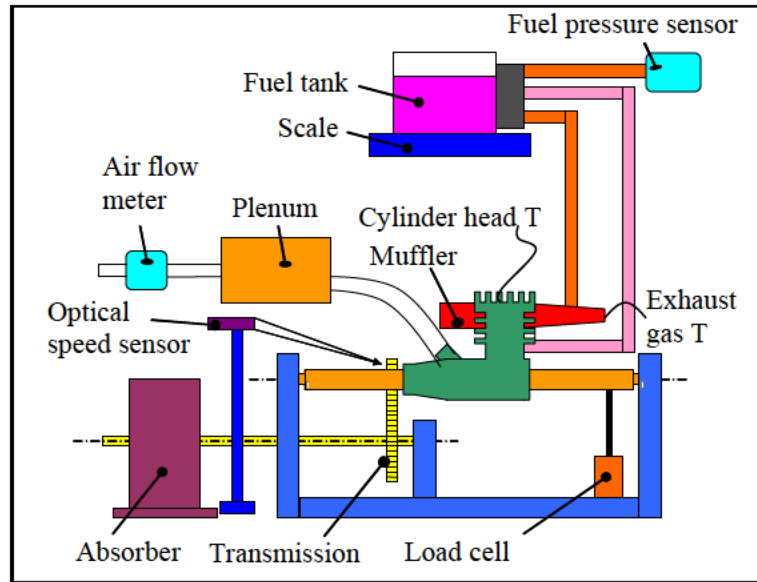 Fuel pressure sensor
Fuel tank
Scale
Air flow
meter
Plenum
Cylinder head T
Muffler
Exhaust
gas T
Optical
speed sensor
Absorber
Transmission
Load cell